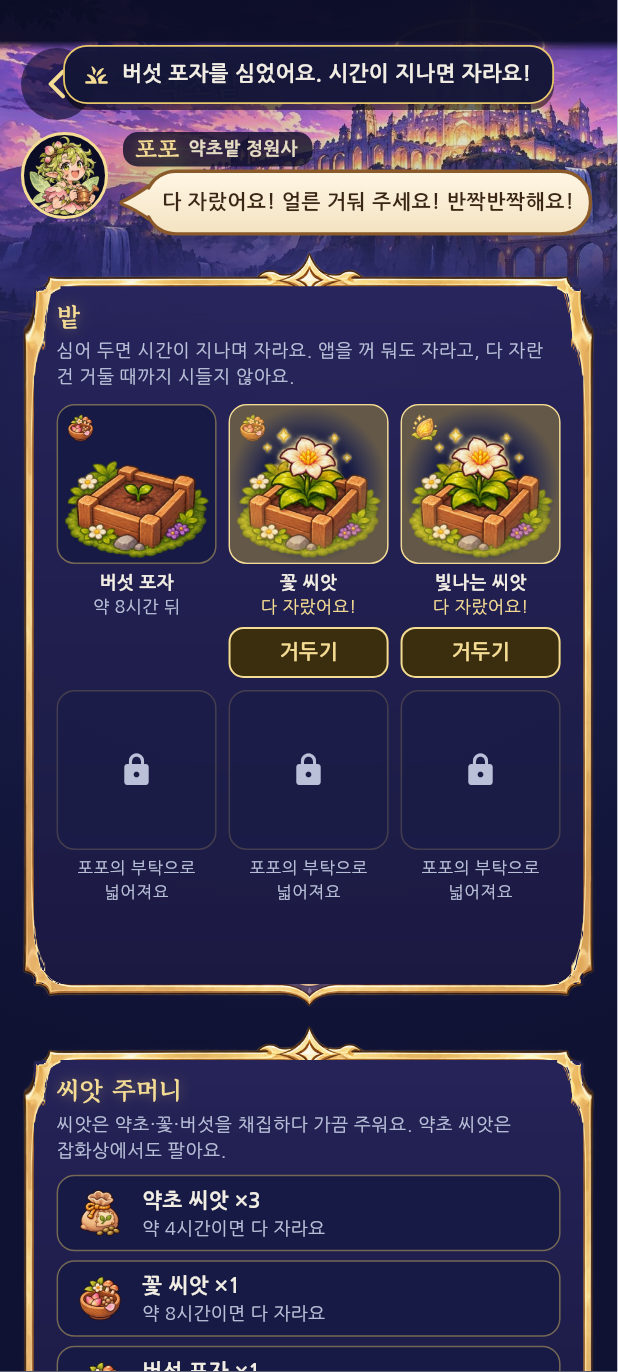 버섯 포자를 심었어요. 시간이 지나면 자라요!
포포 약초밭 정원사
다 자랐어요! 얼른 거둬 주세요! 반짝반짝해요!
밭
심어 두면 시간이 지나며 자라요. 앱을 꺼 둬도 자라고, 다 자란
건 거둘 때까지 시들지 않아요.
버섯 포자
약 8시간 뒤
꽃 씨앗
다 자랐어요!
거두기
빛나는 씨앗
다 자랐어요!
거두기
포포의 부탁으로
넓어져요
포포의 부탁으로
넓어져요
포포의 부탁으로
넓어져요
씨앗 주머니
씨앗은 약초·꽃·버섯을 채집하다 가끔 주워요. 약초 씨앗은
잡화상에서도 팔아요.
약초 씨앗 ×3
약 4시간이면 다 자라요
꽃 씨앗 ×1
약 8시간이면 다 자라요
버섯 포자 ×1